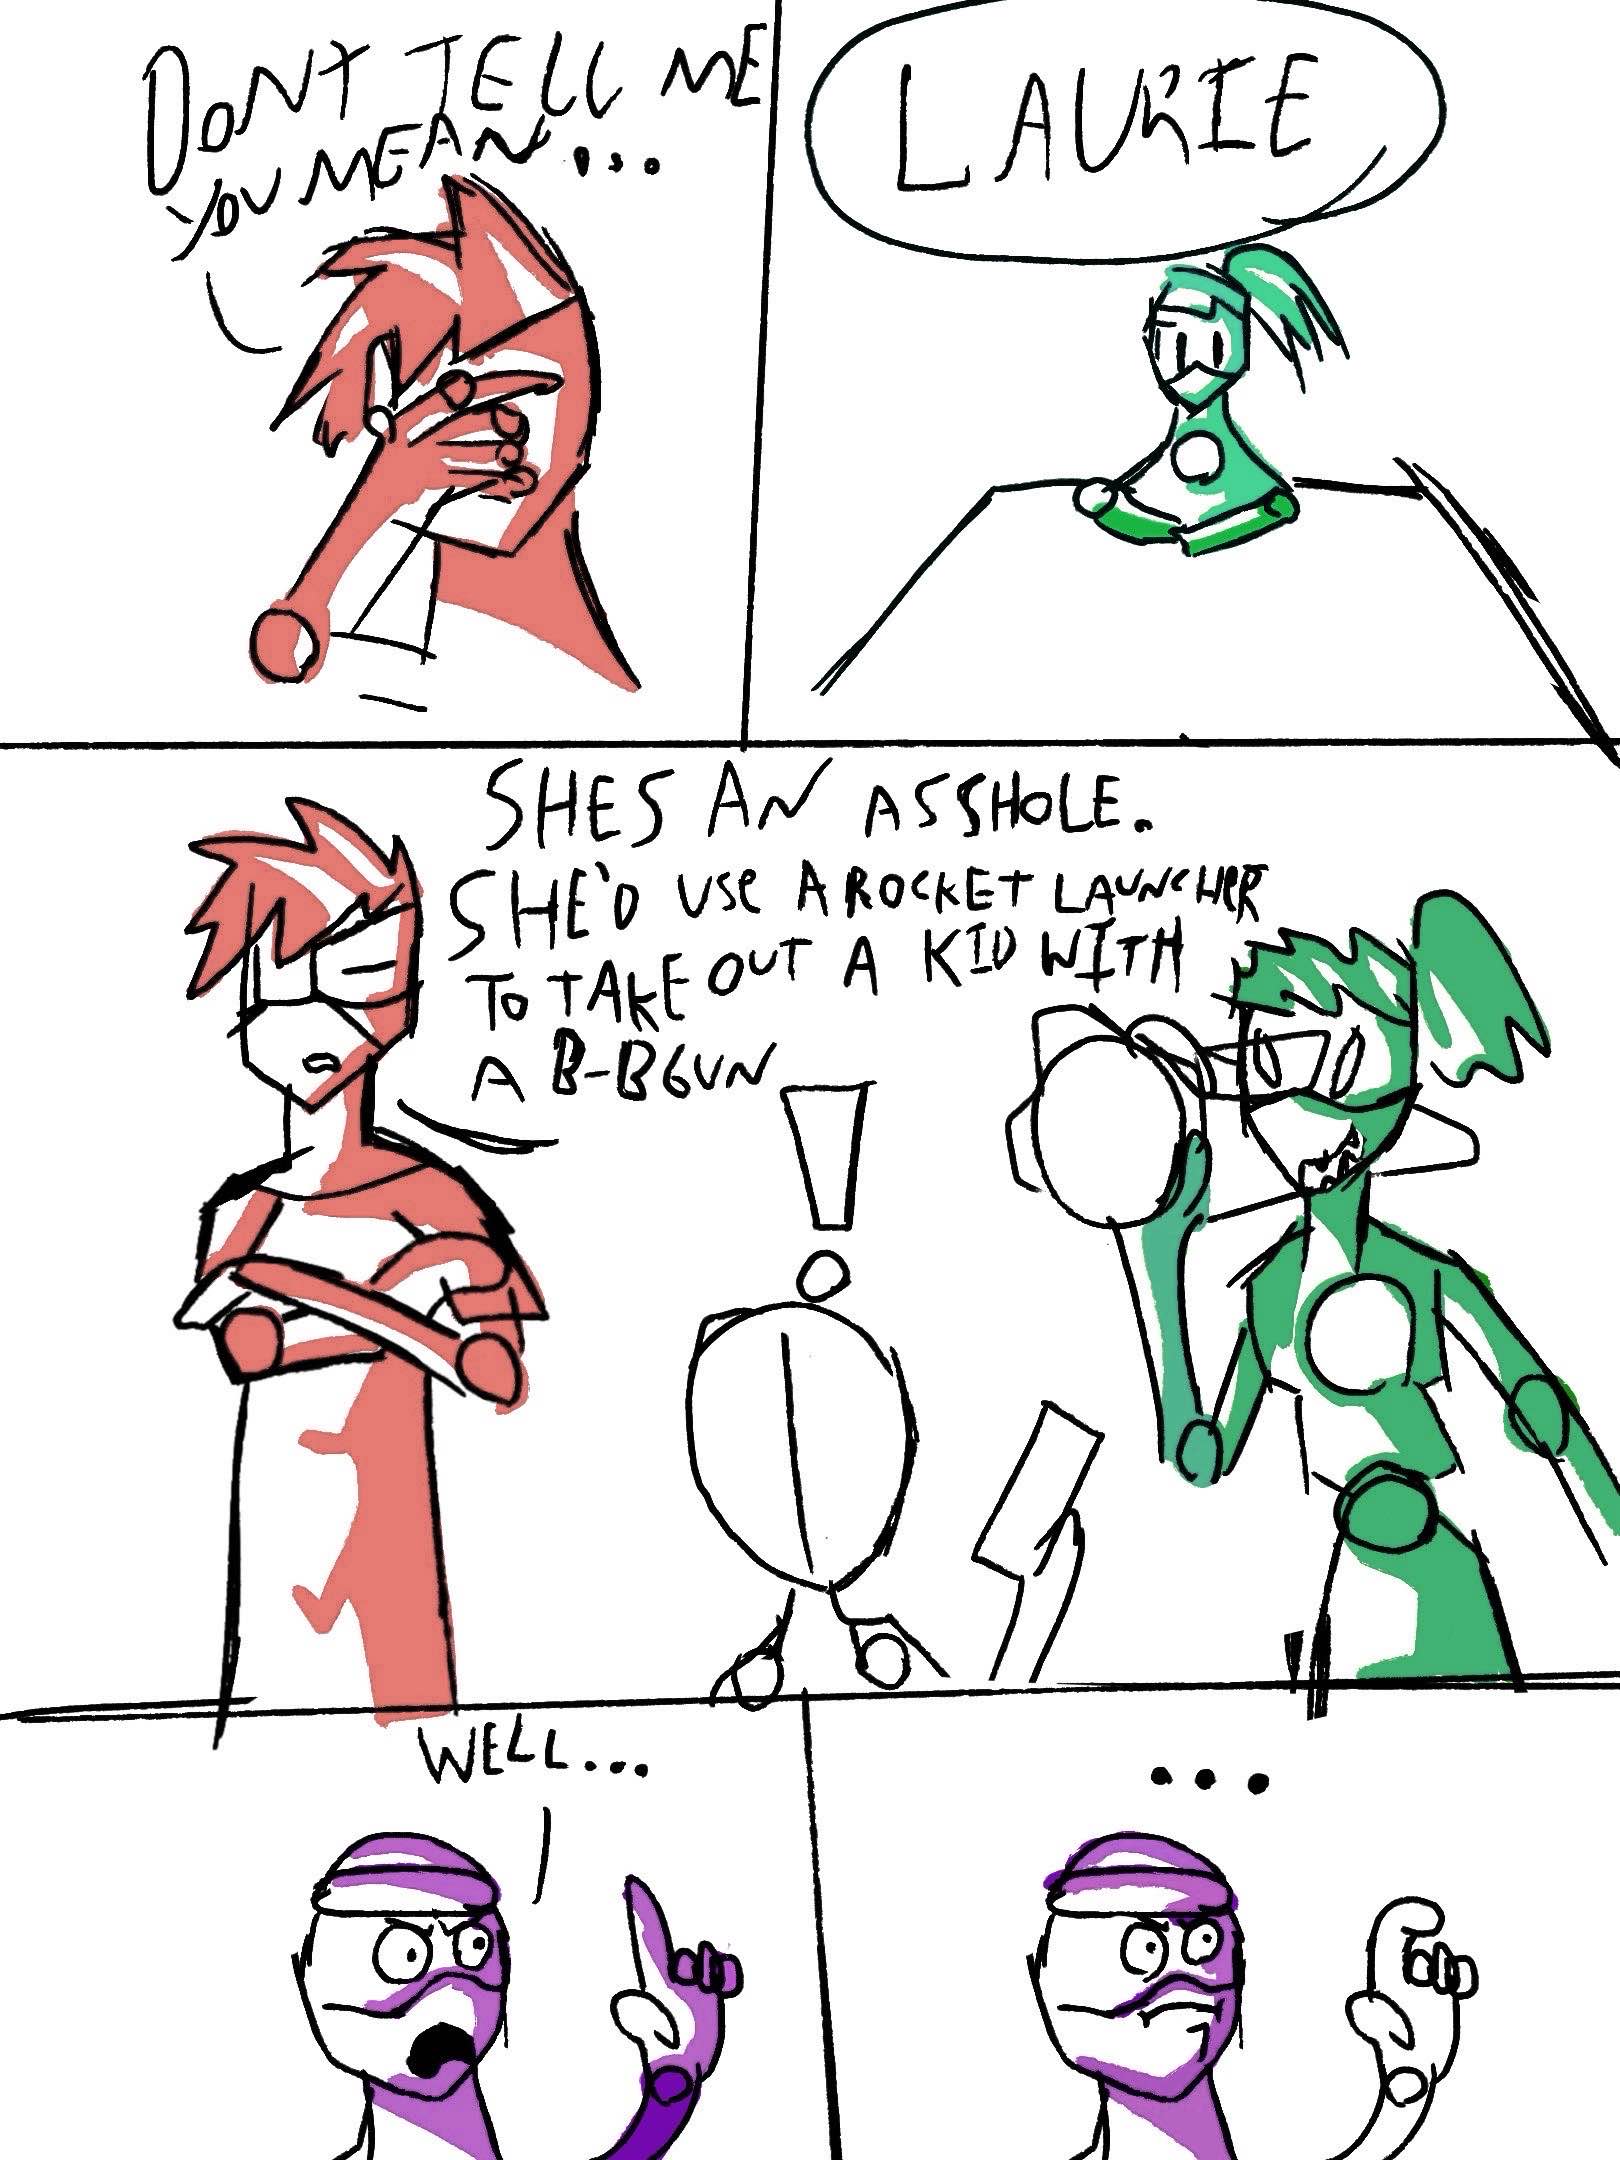 DONT TELL ME
YOU MEAN...
LAURIE
SHES AN ASSHOLE.
SHE'D USE A ROCKET LAUNCHER
TO TAKE OUT A KID WITH
A B-BGUN
!
WELL...
...